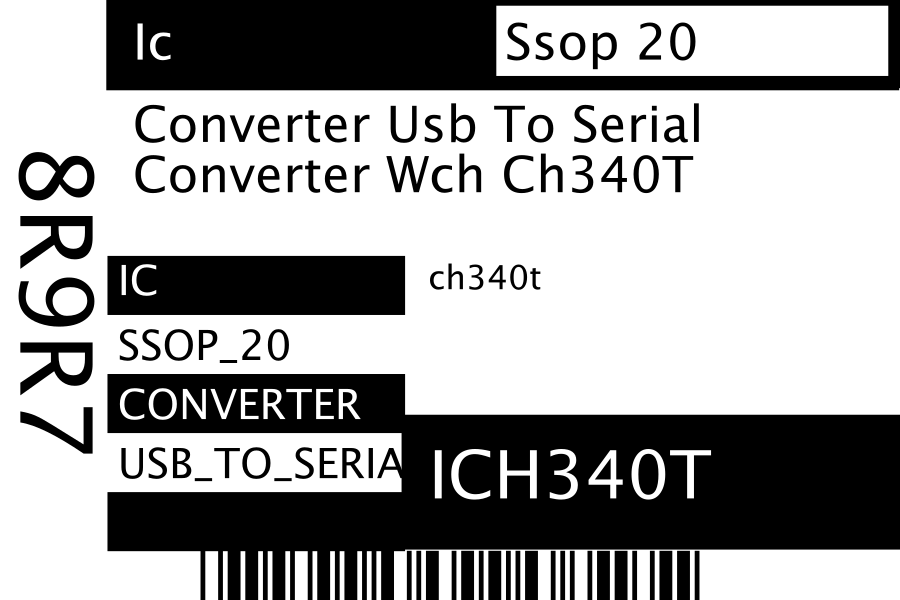 Ic
Ssop 20
Converter Usb To Serial
Converter Wch Ch340T
8R9R7
IC
ch340t
SSOP_20
CONVERTER
USB_TO_SERIA
ICH340T